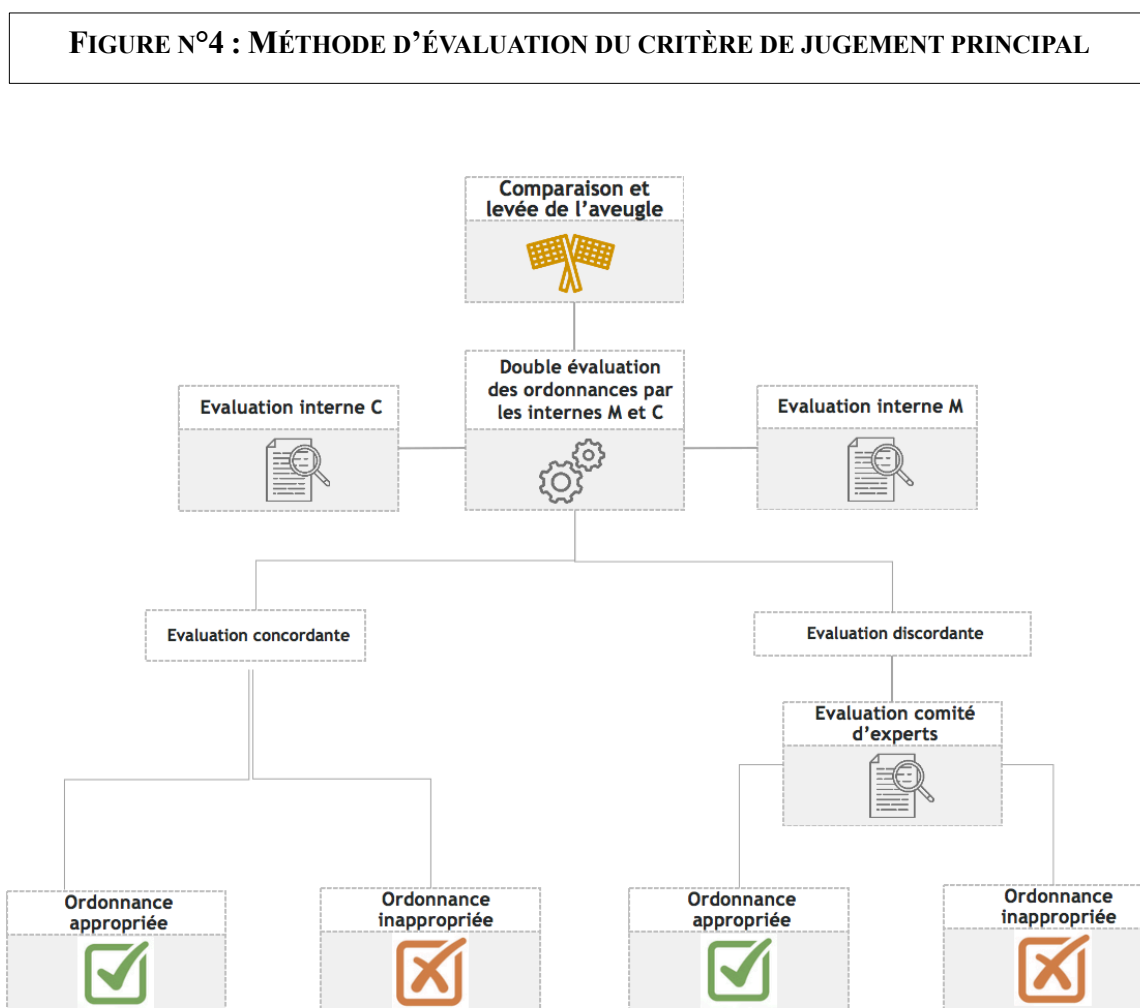 FIGURE N°4 : MÉTHODE D'ÉVALUATION DU CRITÈRE DE JUGEMENT PRINCIPAL
Comparaison et
levée de l'aveugle
Double évaluation
des ordonnances par
les internes M et C
Evaluation interne C
Evaluation interne M
Evaluation concordante
Evaluation discordante
Evaluation comité
d'experts
Ordonnance
appropriée
Ordonnance
inappropriée
Ordonnance
appropriée
Ordonnance
inappropriée